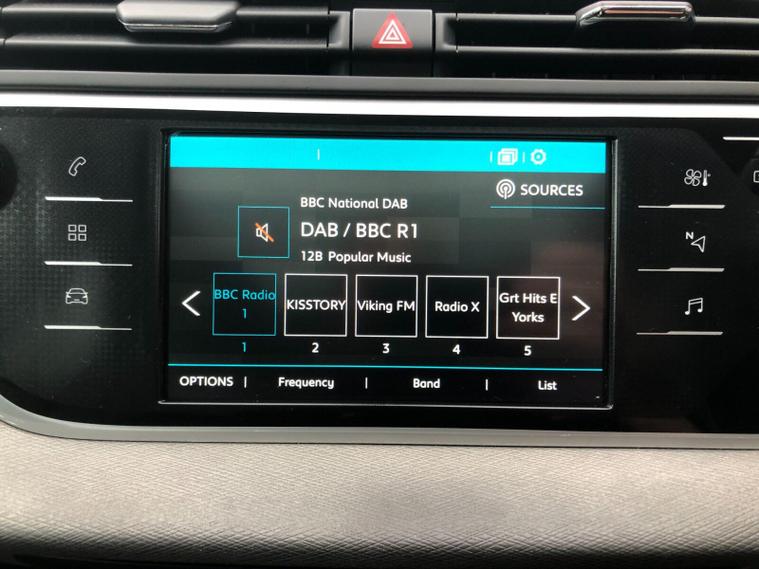 SOURCES
BBC National DAB
DAB / BBC R1
12B Popular Music
BBC Radio
1
KISSTORY
Viking FM
Radio X
Grt Hits E
Yorks
1 2 3 4 5
OPTIONS | Frequency | Band | List
N